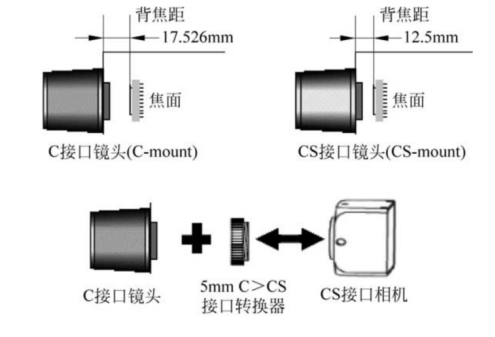 背焦距
17.526mm
焦面
C接口镜头(C-mount)
背焦距
12.5mm
焦面
CS接口镜头(CS-mount)
C接口镜头
5mm C＞CS
接口转换器
CS接口相机